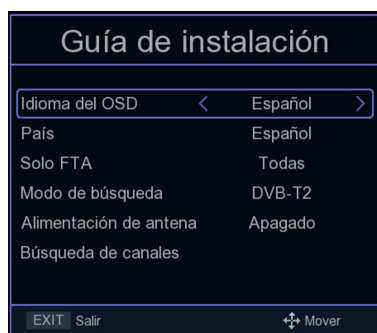 Guía de instalación
Idioma del OSD < Español >
País Español
Solo FTA Todas
Modo de búsqueda DVB-T2
Alimentación de antena Apagado
Búsqueda de canales
EXIT Salir Mover